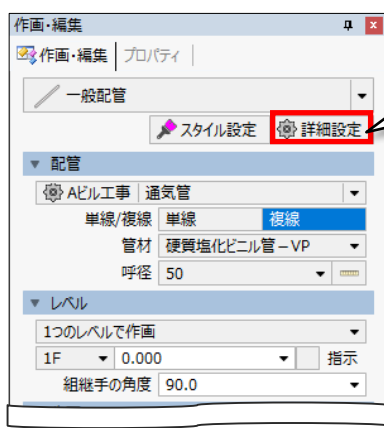 作画・編集
作画・編集 プロパティ
一般配管
スタイル設定 詳細設定
配管
Aビル工事 通気管
単線/複線 単線 複線
管材 硬質塩化ビニル管－VP
呼径 50
レベル
1つのレベルで作画
1F 0.000 指示
組継手の角度 90.0